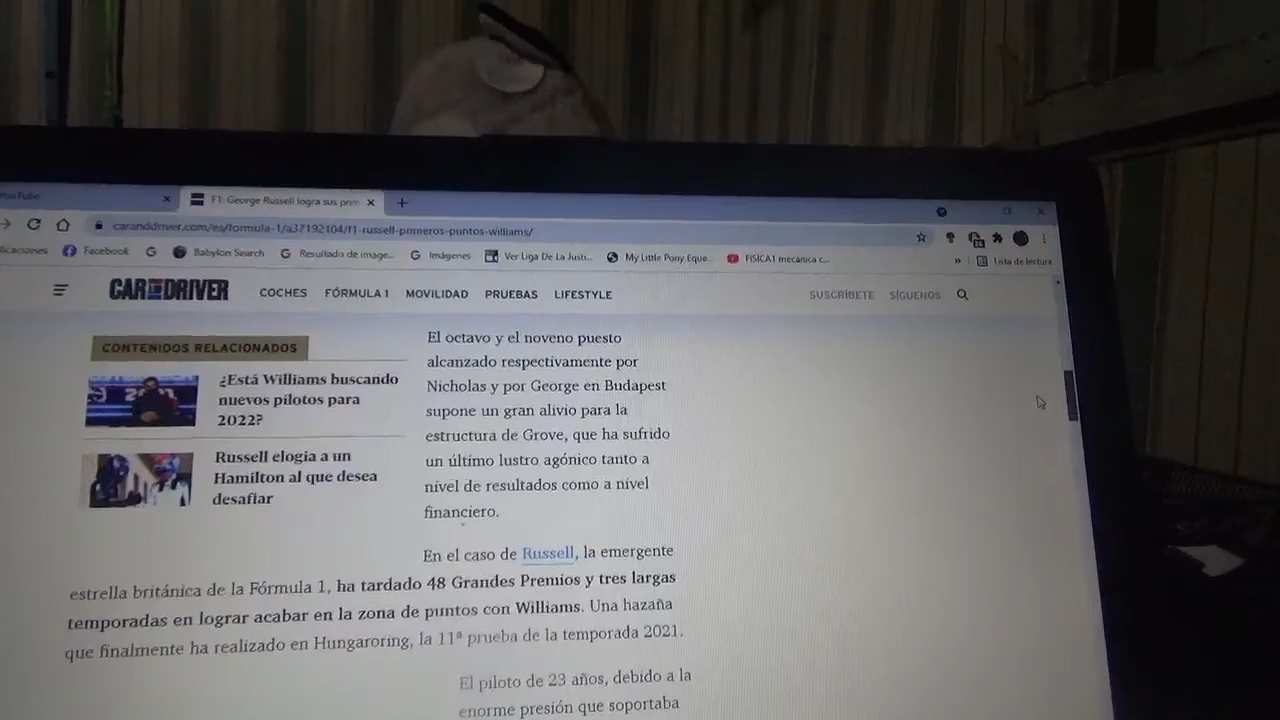 F1: George Russell logra sus prim
caranddriver.com/es/formula-1/a37192104/f1-russell-primeros-puntos-williams/
Facebook
Babylon Search
Resultado de image...
Imágenes
Ver Liga De La Justi...
My Little Pony Eque...
FISÍCA1 mecánica c...
»
Lista de lectura
CAR AND DRIVER
COCHES
FÓRMULA 1
MOVILIDAD
PRUEBAS
LIFESTYLE
SUSCRÍBETE
SÍGUENOS
CONTENIDOS RELACIONADOS
¿Está Williams buscando
nuevos pilotos para
2022?
Russell elogia a un
Hamilton al que desea
desafiar
El octavo y el noveno puesto
alcanzado respectivamente por
Nicholas y por George en Budapest
supone un gran alivio para la
estructura de Grove, que ha sufrido
un último lustro agónico tanto a
nivel de resultados como a nivel
financiero.
En el caso de Russell, la emergente
estrella británica de la Fórmula 1, ha tardado 48 Grandes Premios y tres largas
temporadas en lograr acabar en la zona de puntos con Williams. Una hazaña
que finalmente ha realizado en Hungaroring, la 11ª prueba de la temporada 2021.
El piloto de 23 años, debido a la
enorme presión que soportaba